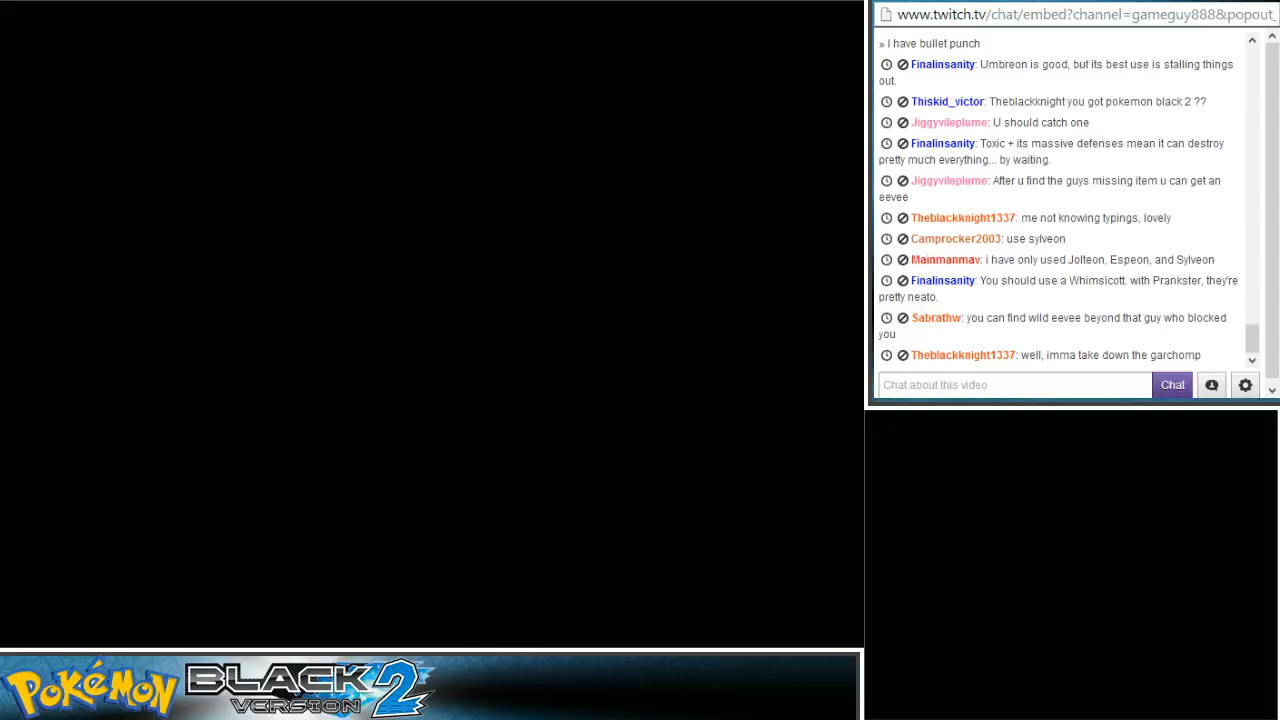 www.twitch.tv/chat/embed?channel=gameguy888&popout_
» I have bullet punch
Finalinsanity: Umbreon is good, but its best use is stalling things
out.
Thiskid_victor: Theblackknight you got pokemon black 2 ??
Jiggyvileplume: U should catch one
Finalinsanity: Toxic + its massive defenses mean it can destroy
pretty much everything... by waiting.
Jiggyvileplume: After u find the guys missing item u can get an
eevee
Theblackknight1337: me not knowing typings, lovely
Camprocker2003: use sylveon
Mainmanmav: i have only used Jolteon, Espeon, and Sylveon
Finalinsanity: You should use a Whimsicott. with Prankster, they're
pretty neato.
Sabrathw: you can find wild eevee beyond that guy who blocked
you
Theblackknight1337: well, imma take down the garchomp
Chat about this video
Chat
POKéMON
BLACK
VERSION 2